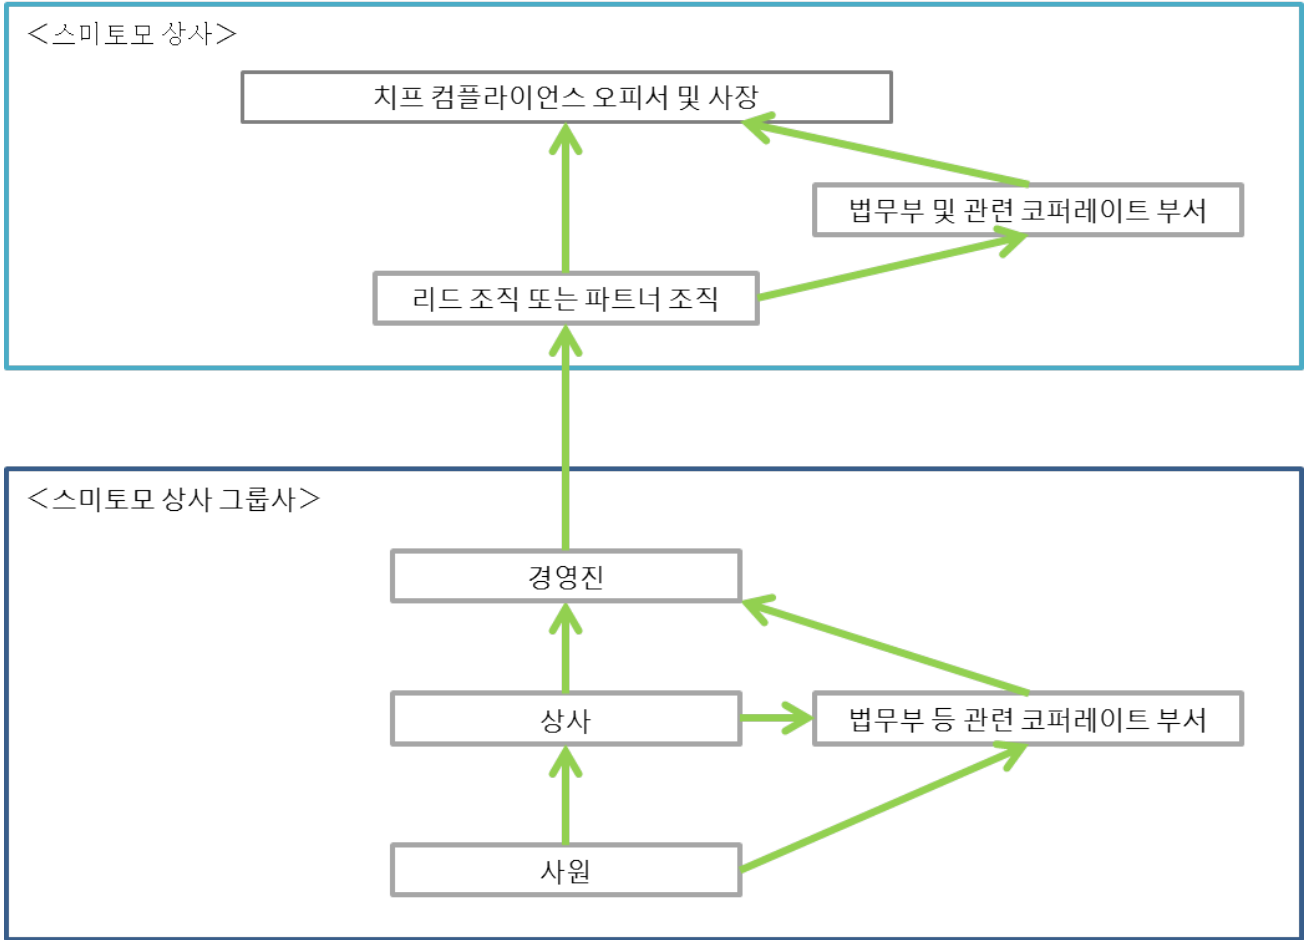 <스미토모 상사>
치프 컴플라이언스 오피서 및 사장
법무부 및 관련 코퍼레이트 부서
리드 조직 또는 파트너 조직
<스미토모 상사 그룹사>
경영진
상사
법무부 등 관련 코퍼레이트 부서
사원